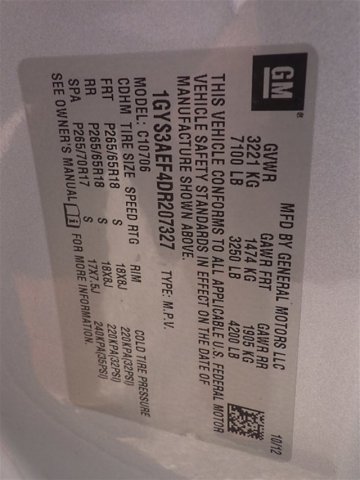 GM®
MFD BY GENERAL MOTORS LLC 10/12
GVWR GAWR FRT GAWR RR
3221 KG 1474 KG 1905 KG
7100 LB 3250 LB 4200 LB
THIS VEHICLE CONFORMS TO ALL APPLICABLE U.S. FEDERAL MOTOR
VEHICLE SAFETY STANDARDS IN EFFECT ON THE DATE OF
MANUFACTURE SHOWN ABOVE.
1GYS3AEF4DR207327 TYPE: M.P.V.
MODEL: C10706
CDHM TIRE SIZE SPEED RTG RIM COLD TIRE PRESSURE
FRT P265/65R18 S 18X8J 220KPA(32PSI)
RR P265/65R18 S 18X8J 220KPA(32PSI)
SPA P265/70R17 S 17X7.5J 240KPA(35PSI)
SEE OWNER'S MANUAL FOR MORE INFORMATION.